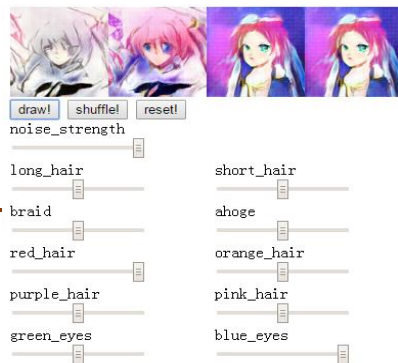 draw! shuffle! reset!
noise_strength
long_hair short_hair
braid ahoge
red_hair orange_hair
purple_hair pink_hair
green_eyes blue_eyes